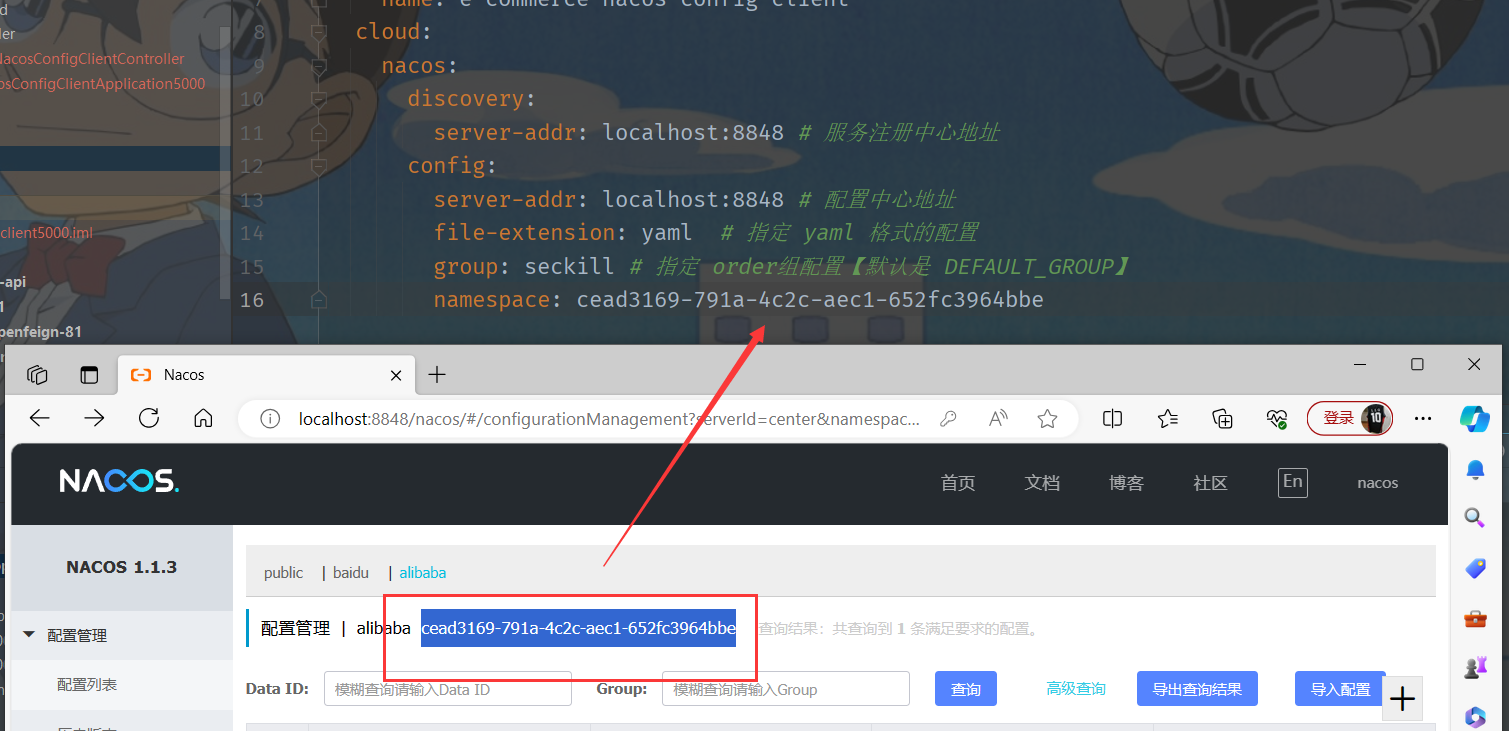 name: e-commerce-nacos-config-client
8 cloud:
NacosConfigClientController
9 nacos:
osConfigClientApplication5000
10 discovery:
11 server-addr: localhost:8848 # 服务注册中心地址
12 config:
13 server-addr: localhost:8848 # 配置中心地址
14 file-extension: yaml # 指定 yaml 格式的配置
client5000.iml
15 group: seckill # 指定 order组配置【默认是 DEFAULT_GROUP】
-api
16 namespace: cead3169-791a-4c2c-aec1-652fc3964bbe
penfeign-81
Nacos
localhost:8848/nacos/#/configurationManagement?serverId=center&namespac...
登录
NACOS.
首页 文档 博客 社区 En nacos
NACOS 1.1.3
public | baidu | alibaba
配置管理 | alibaba cead3169-791a-4c2c-aec1-652fc3964bbe 查询结果：共查询到 1 条满足要求的配置。
配置管理
配置列表
Data ID: 模糊查询请输入Data ID Group: 模糊查询请输入Group 查询 高级查询 导出查询结果 导入配置
历史版本